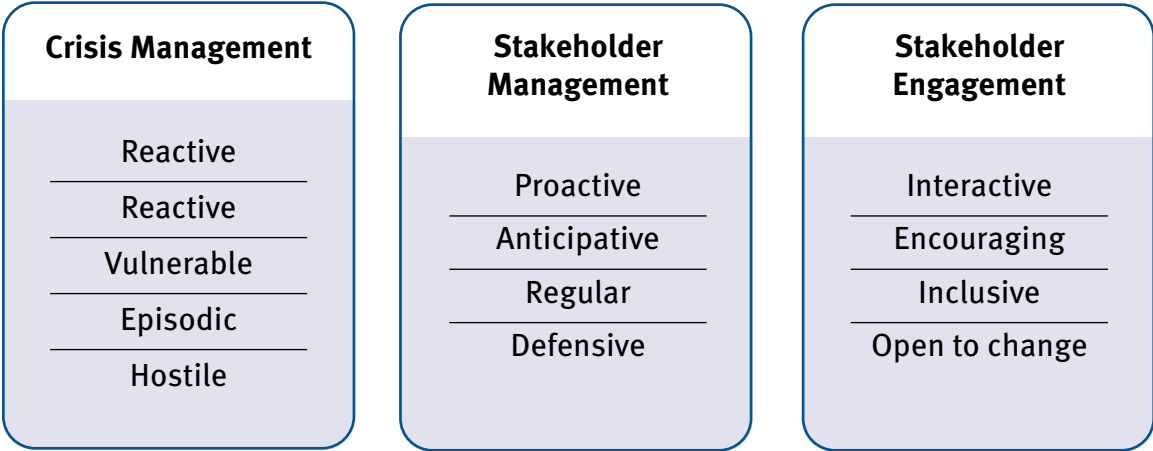 Crisis Management
Reactive
Reactive
Vulnerable
Episodic
Hostile
Stakeholder
Management
Proactive
Anticipative
Regular
Defensive
Stakeholder
Engagement
Interactive
Encouraging
Inclusive
Open to change